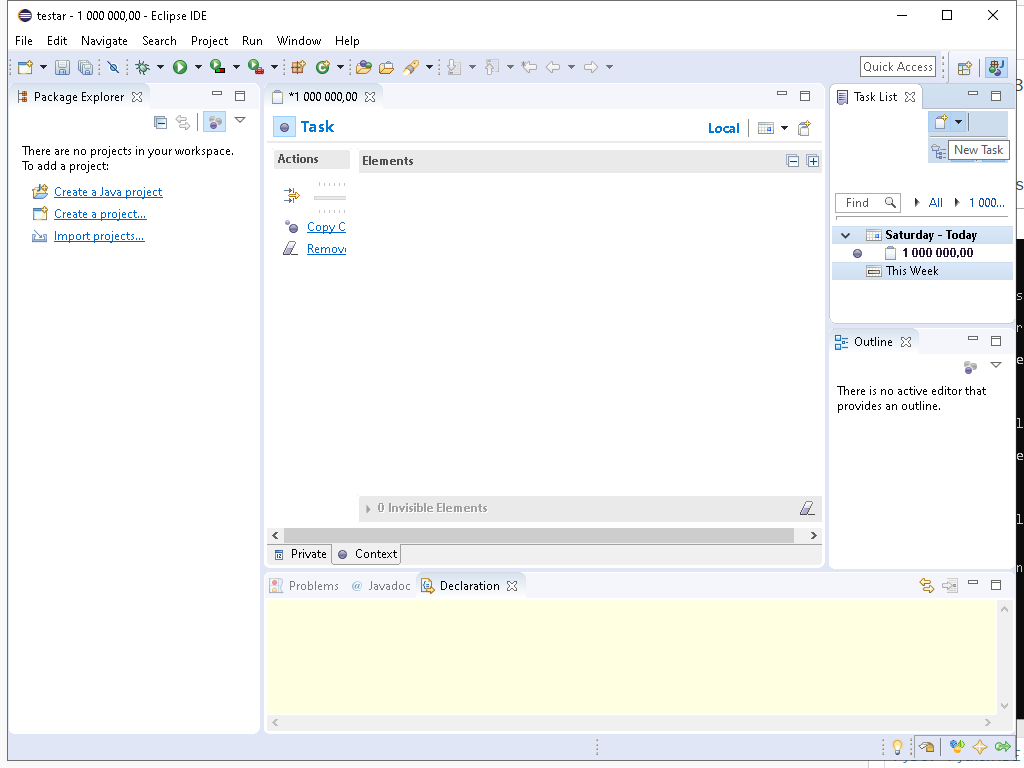 testar - 1 000 000,00 - Eclipse IDE
File Edit Navigate Search Project Run Window Help
Quick Access
Package Explorer
There are no projects in your workspace.
To add a project:
Create a Java project
Create a project...
Import projects...
*1 000 000,00
Task
Local
Actions
Elements
Copy C
Remov
0 Invisible Elements
Private Context
Problems Javadoc Declaration
Task List
New Task
Find All 1 000...
Saturday - Today
1 000 000,00
This Week
Outline
There is no active editor that
provides an outline.